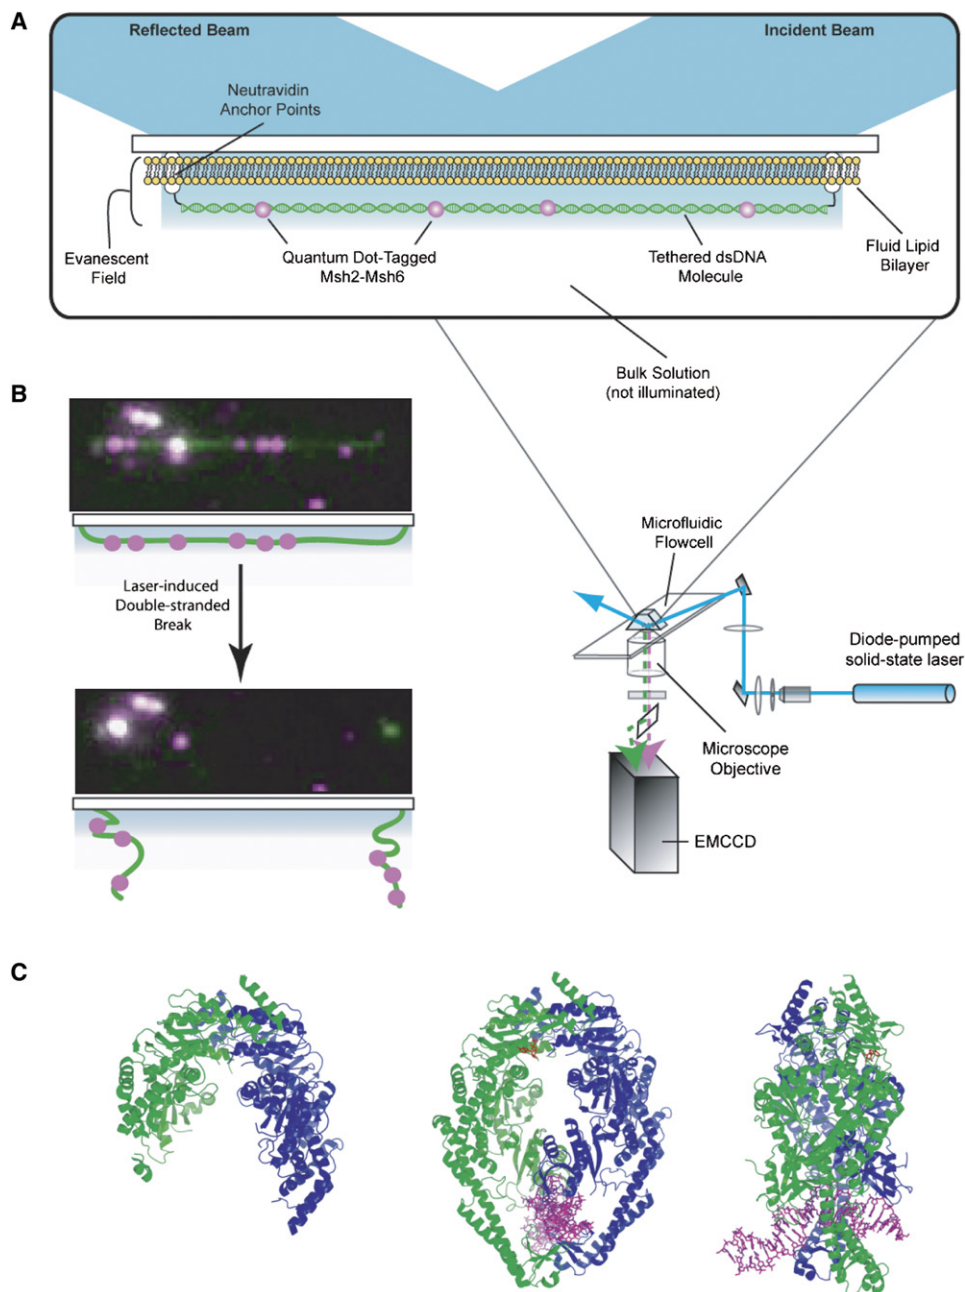 A
Reflected Beam
Incident Beam
Neutravidin
Anchor Points
Evanescent
Field
Quantum Dot-Tagged
Msh2-Msh6
Tethered dsDNA
Molecule
Fluid Lipid
Bilayer
Bulk Solution
(not illuminated)
B
Laser-induced
Double-stranded
Break
Microfluidic
Flowcell
Diode-pumped
solid-state laser
Microscope
Objective
EMCCD
C